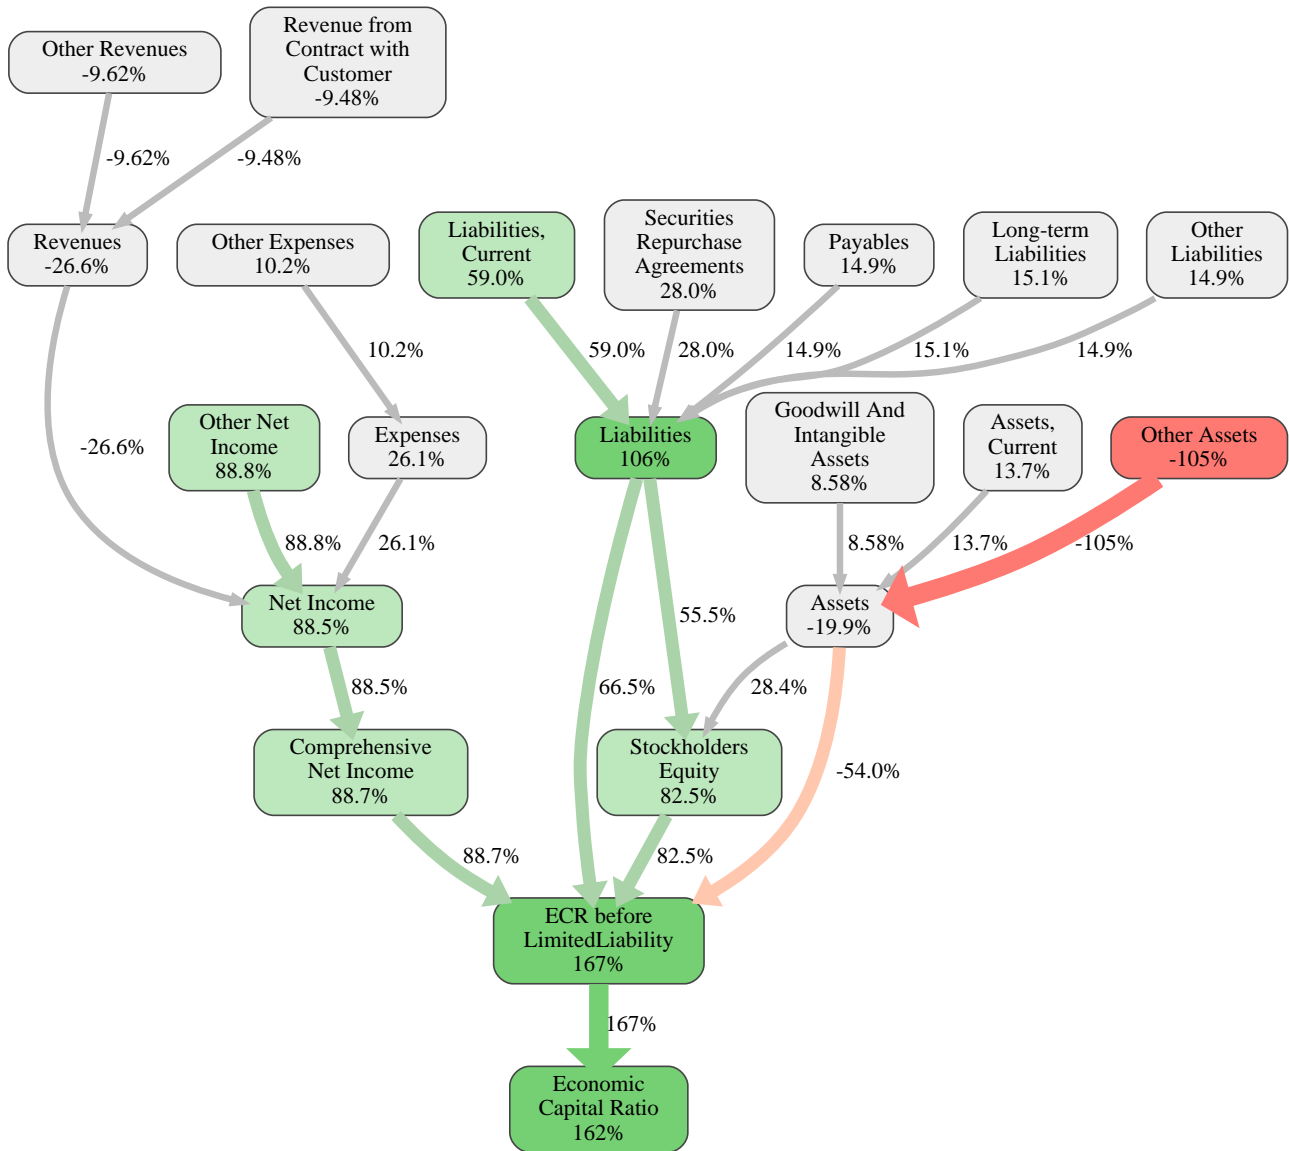 Other Revenues
-9.62%
Revenue from
Contract with
Customer
-9.48%
-9.62%
-9.48%
Revenues
-26.6%
Other Expenses
10.2%
Liabilities,
Current
59.0%
Securities
Repurchase
Agreements
28.0%
Payables
14.9%
Long-term
Liabilities
15.1%
Other
Liabilities
14.9%
10.2%
59.0%
28.0%
14.9%
15.1%
14.9%
-26.6%
Other Net
Income
88.8%
Expenses
26.1%
Liabilities
106%
Goodwill And
Intangible
Assets
8.58%
Assets,
Current
13.7%
Other Assets
-105%
88.8%
26.1%
8.58%
13.7%
-105%
Net Income
88.5%
55.5%
Assets
-19.9%
88.5%
66.5%
28.4%
Comprehensive
Net Income
88.7%
Stockholders
Equity
82.5%
-54.0%
88.7%
82.5%
ECR before
LimitedLiability
167%
167%
Economic
Capital Ratio
162%